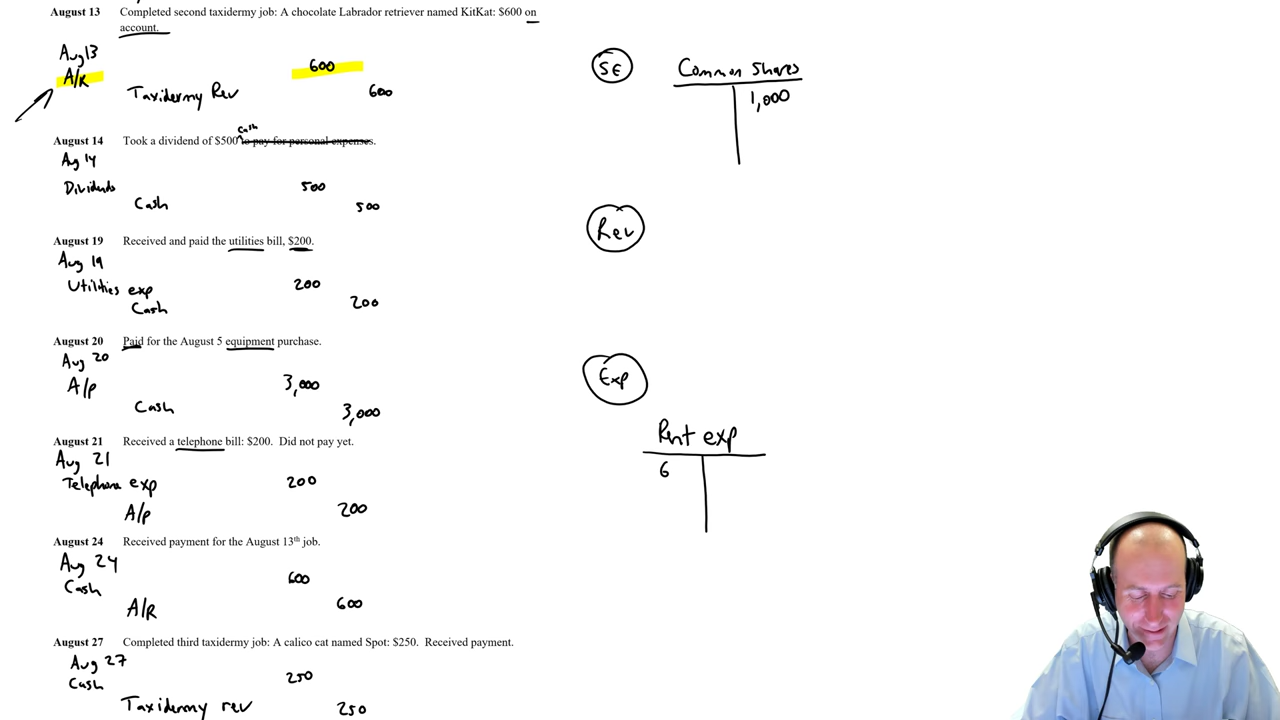 August 13 Completed second taxidermy job: A chocolate Labrador retriever named KitKat: $600 on
account.
Aug 13
A/R 600
Taxidermy Rev 600
August 14 Took a dividend of $500 to pay for personal expenses.
cash
Aug 14
Dividends 500
Cash 500
August 19 Received and paid the utilities bill, $200.
Aug 19
Utilities exp 200
Cash 200
August 20 Paid for the August 5 equipment purchase.
Aug 20
A/P 3,000
Cash 3,000
August 21 Received a telephone bill: $200. Did not pay yet.
Aug 21
Telephone exp 200
A/P 200
August 24 Received payment for the August 13th job.
Aug 24
Cash 600
A/R 600
August 27 Completed third taxidermy job: A calico cat named Spot: $250. Received payment.
Aug 27
Cash 250
Taxidermy rev 250
SE
Common Shares
1,000
Rev
Exp
Rent exp
6